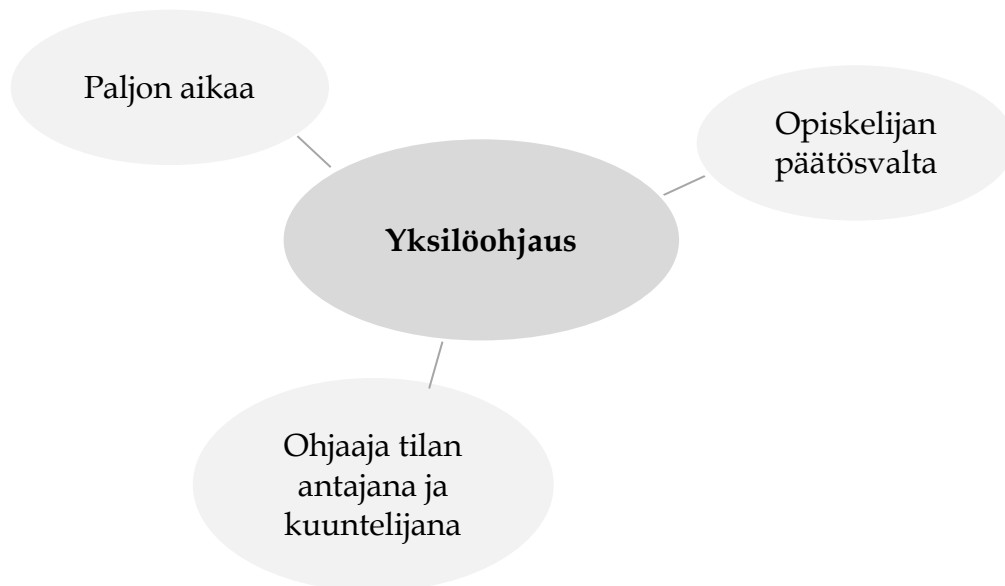 Paljon aikaa
Opiskelijan
päätösvalta
Yksilöohjaus
Ohjaaja tilan
antajana ja
kuuntelijana